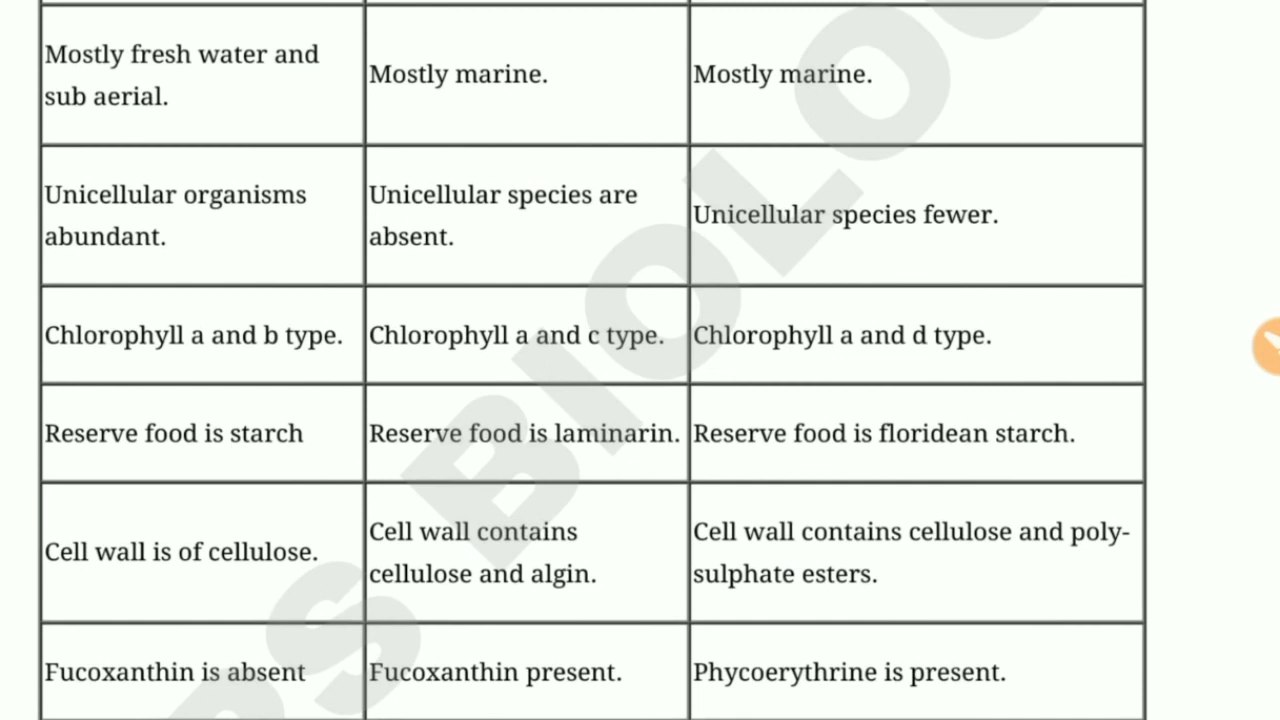 Mostly fresh water and
sub aerial.
Mostly marine.
Mostly marine.
Unicellular organisms
abundant.
Unicellular species are
absent.
Unicellular species fewer.
Chlorophyll a and b type.
Chlorophyll a and c type.
Chlorophyll a and d type.
Reserve food is starch
Reserve food is laminarin.
Reserve food is floridean starch.
Cell wall is of cellulose.
Cell wall contains
cellulose and algin.
Cell wall contains cellulose and poly-
sulphate esters.
Fucoxanthin is absent
Fucoxanthin present.
Phycoerythrine is present.